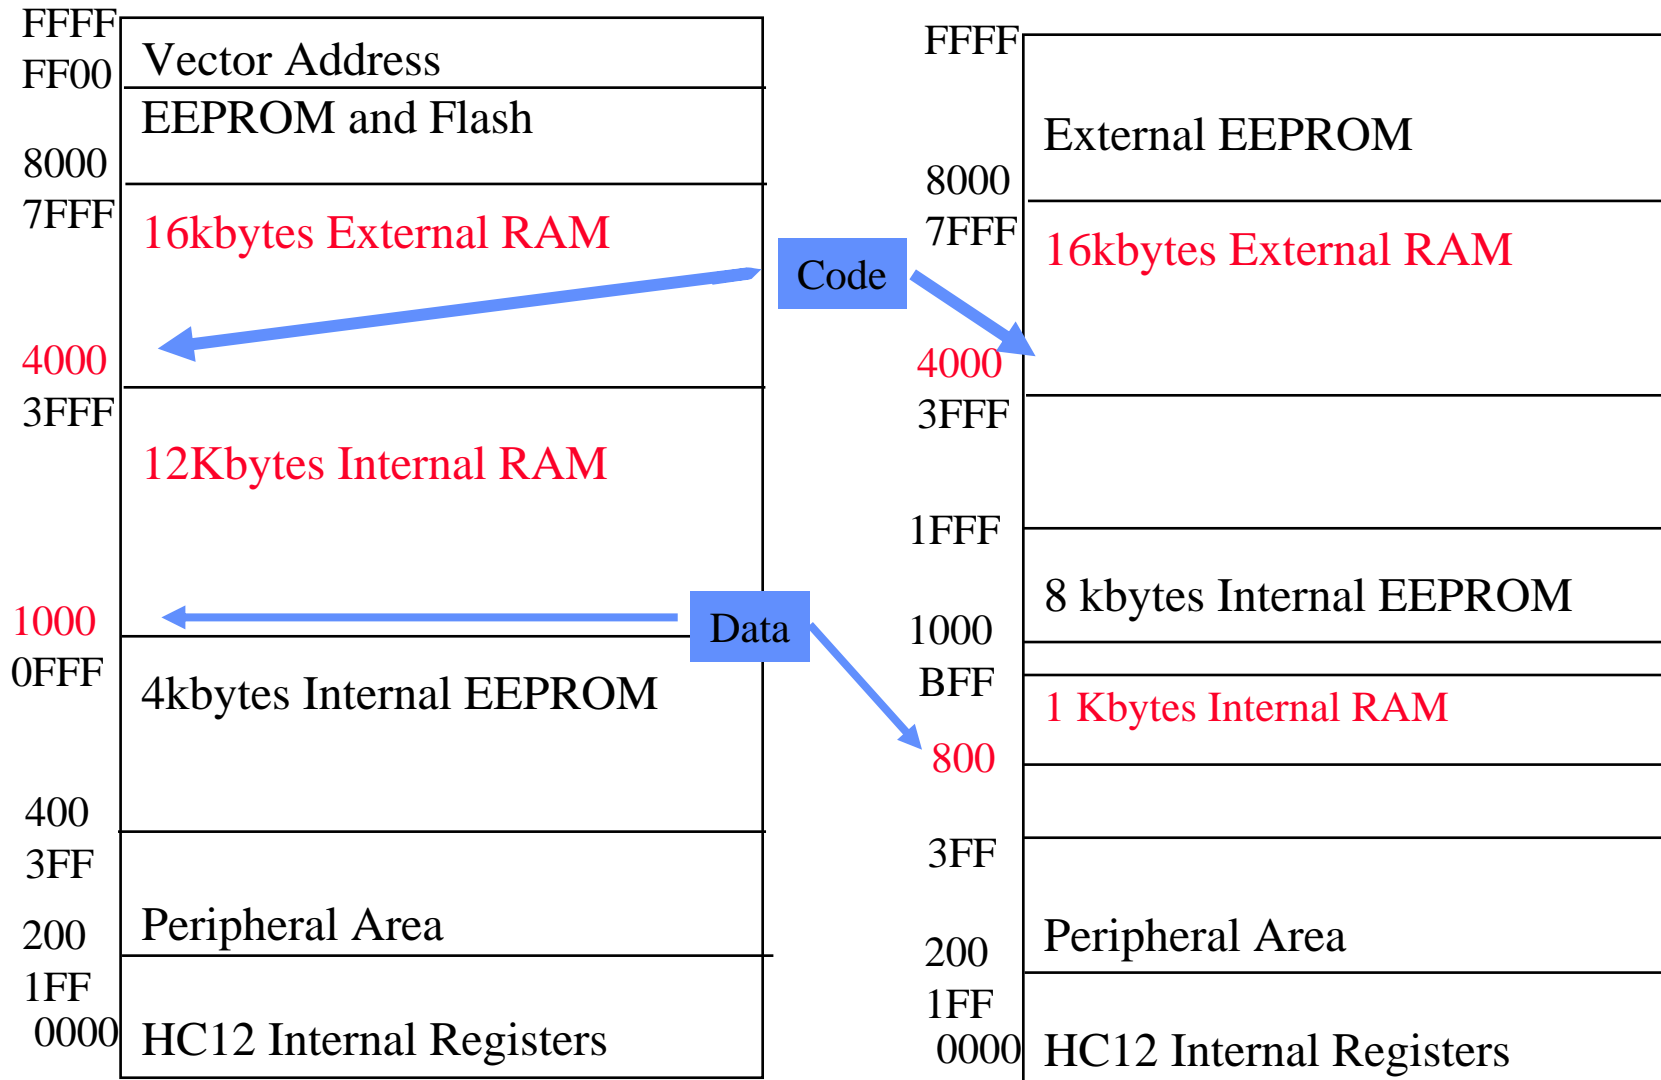 FFFF
FF00
Vector Address
EEPROM and Flash
8000
7FFF
16kbytes External RAM
4000
3FFF
12Kbytes Internal RAM
1000
0FFF
4kbytes Internal EEPROM
400
3FF
200
Peripheral Area
1FF
0000
HC12 Internal Registers
Code
Data
FFFF
External EEPROM
8000
7FFF
16kbytes External RAM
4000
3FFF
1FFF
8 kbytes Internal EEPROM
1000
BFF
1 Kbytes Internal RAM
800
3FF
Peripheral Area
200
1FF
0000
HC12 Internal Registers